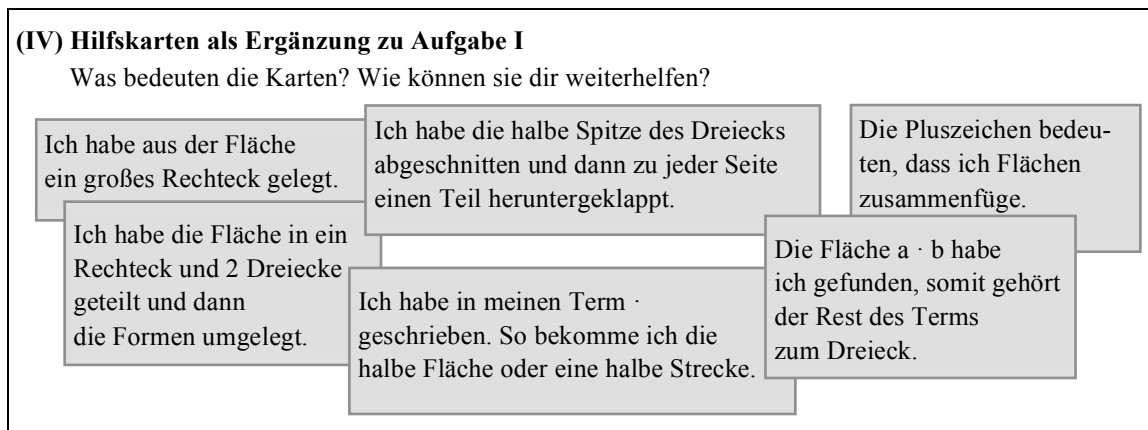 (IV) Hilfskarten als Ergänzung zu Aufgabe I
Was bedeuten die Karten? Wie können sie dir weiterhelfen?
Ich habe aus der Fläche
ein großes Rechteck gelegt.
Ich habe die halbe Spitze des Dreiecks
abgeschnitten und dann zu jeder Seite
einen Teil heruntergeklappt.
Die Pluszeichen bedeu-
ten, dass ich Flächen
zusammenfüge.
Ich habe die Fläche in ein
Rechteck und 2 Dreiecke
geteilt und dann
die Formen umgelegt.
Ich habe in meinen Term ·
geschrieben. So bekomme ich die
halbe Fläche oder eine halbe Strecke.
Die Fläche a · b habe
ich gefunden, somit gehört
der Rest des Terms
zum Dreieck.